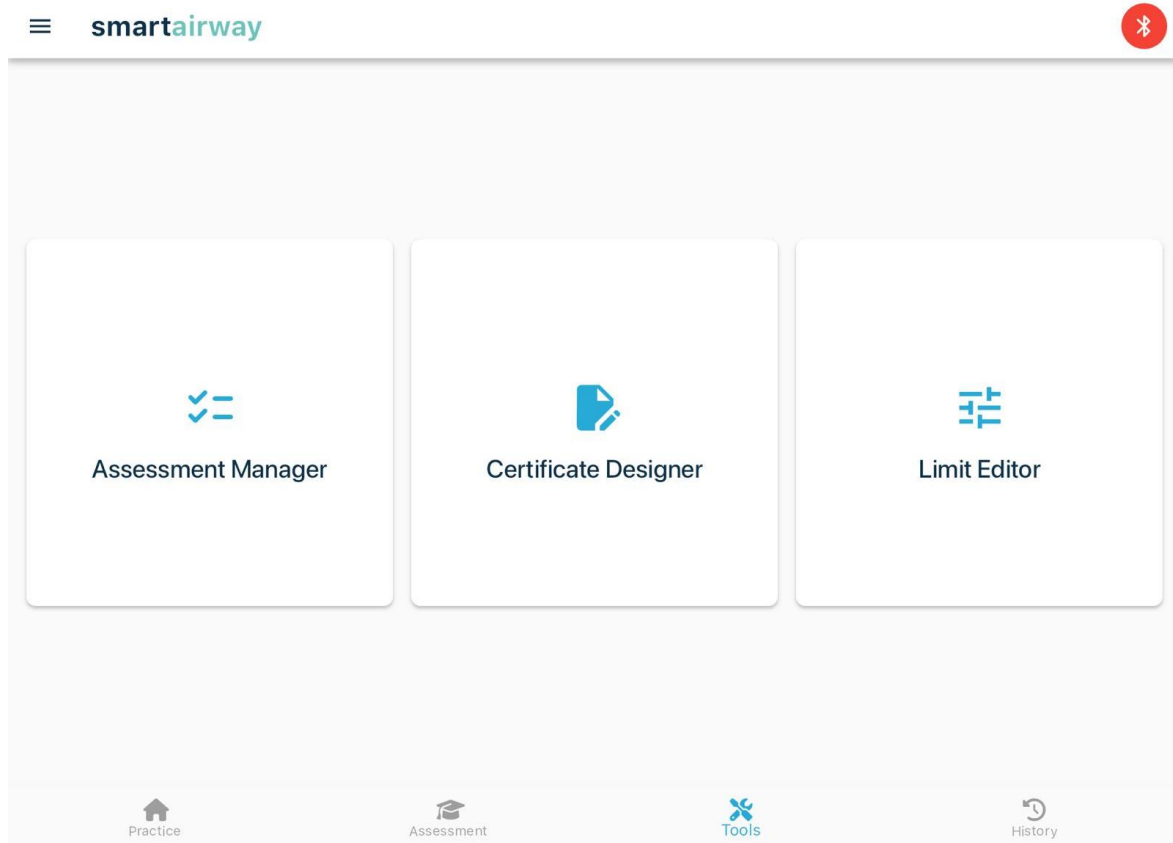 smartairway
Assessment Manager
Certificate Designer
Limit Editor
Practice
Assessment
Tools
History